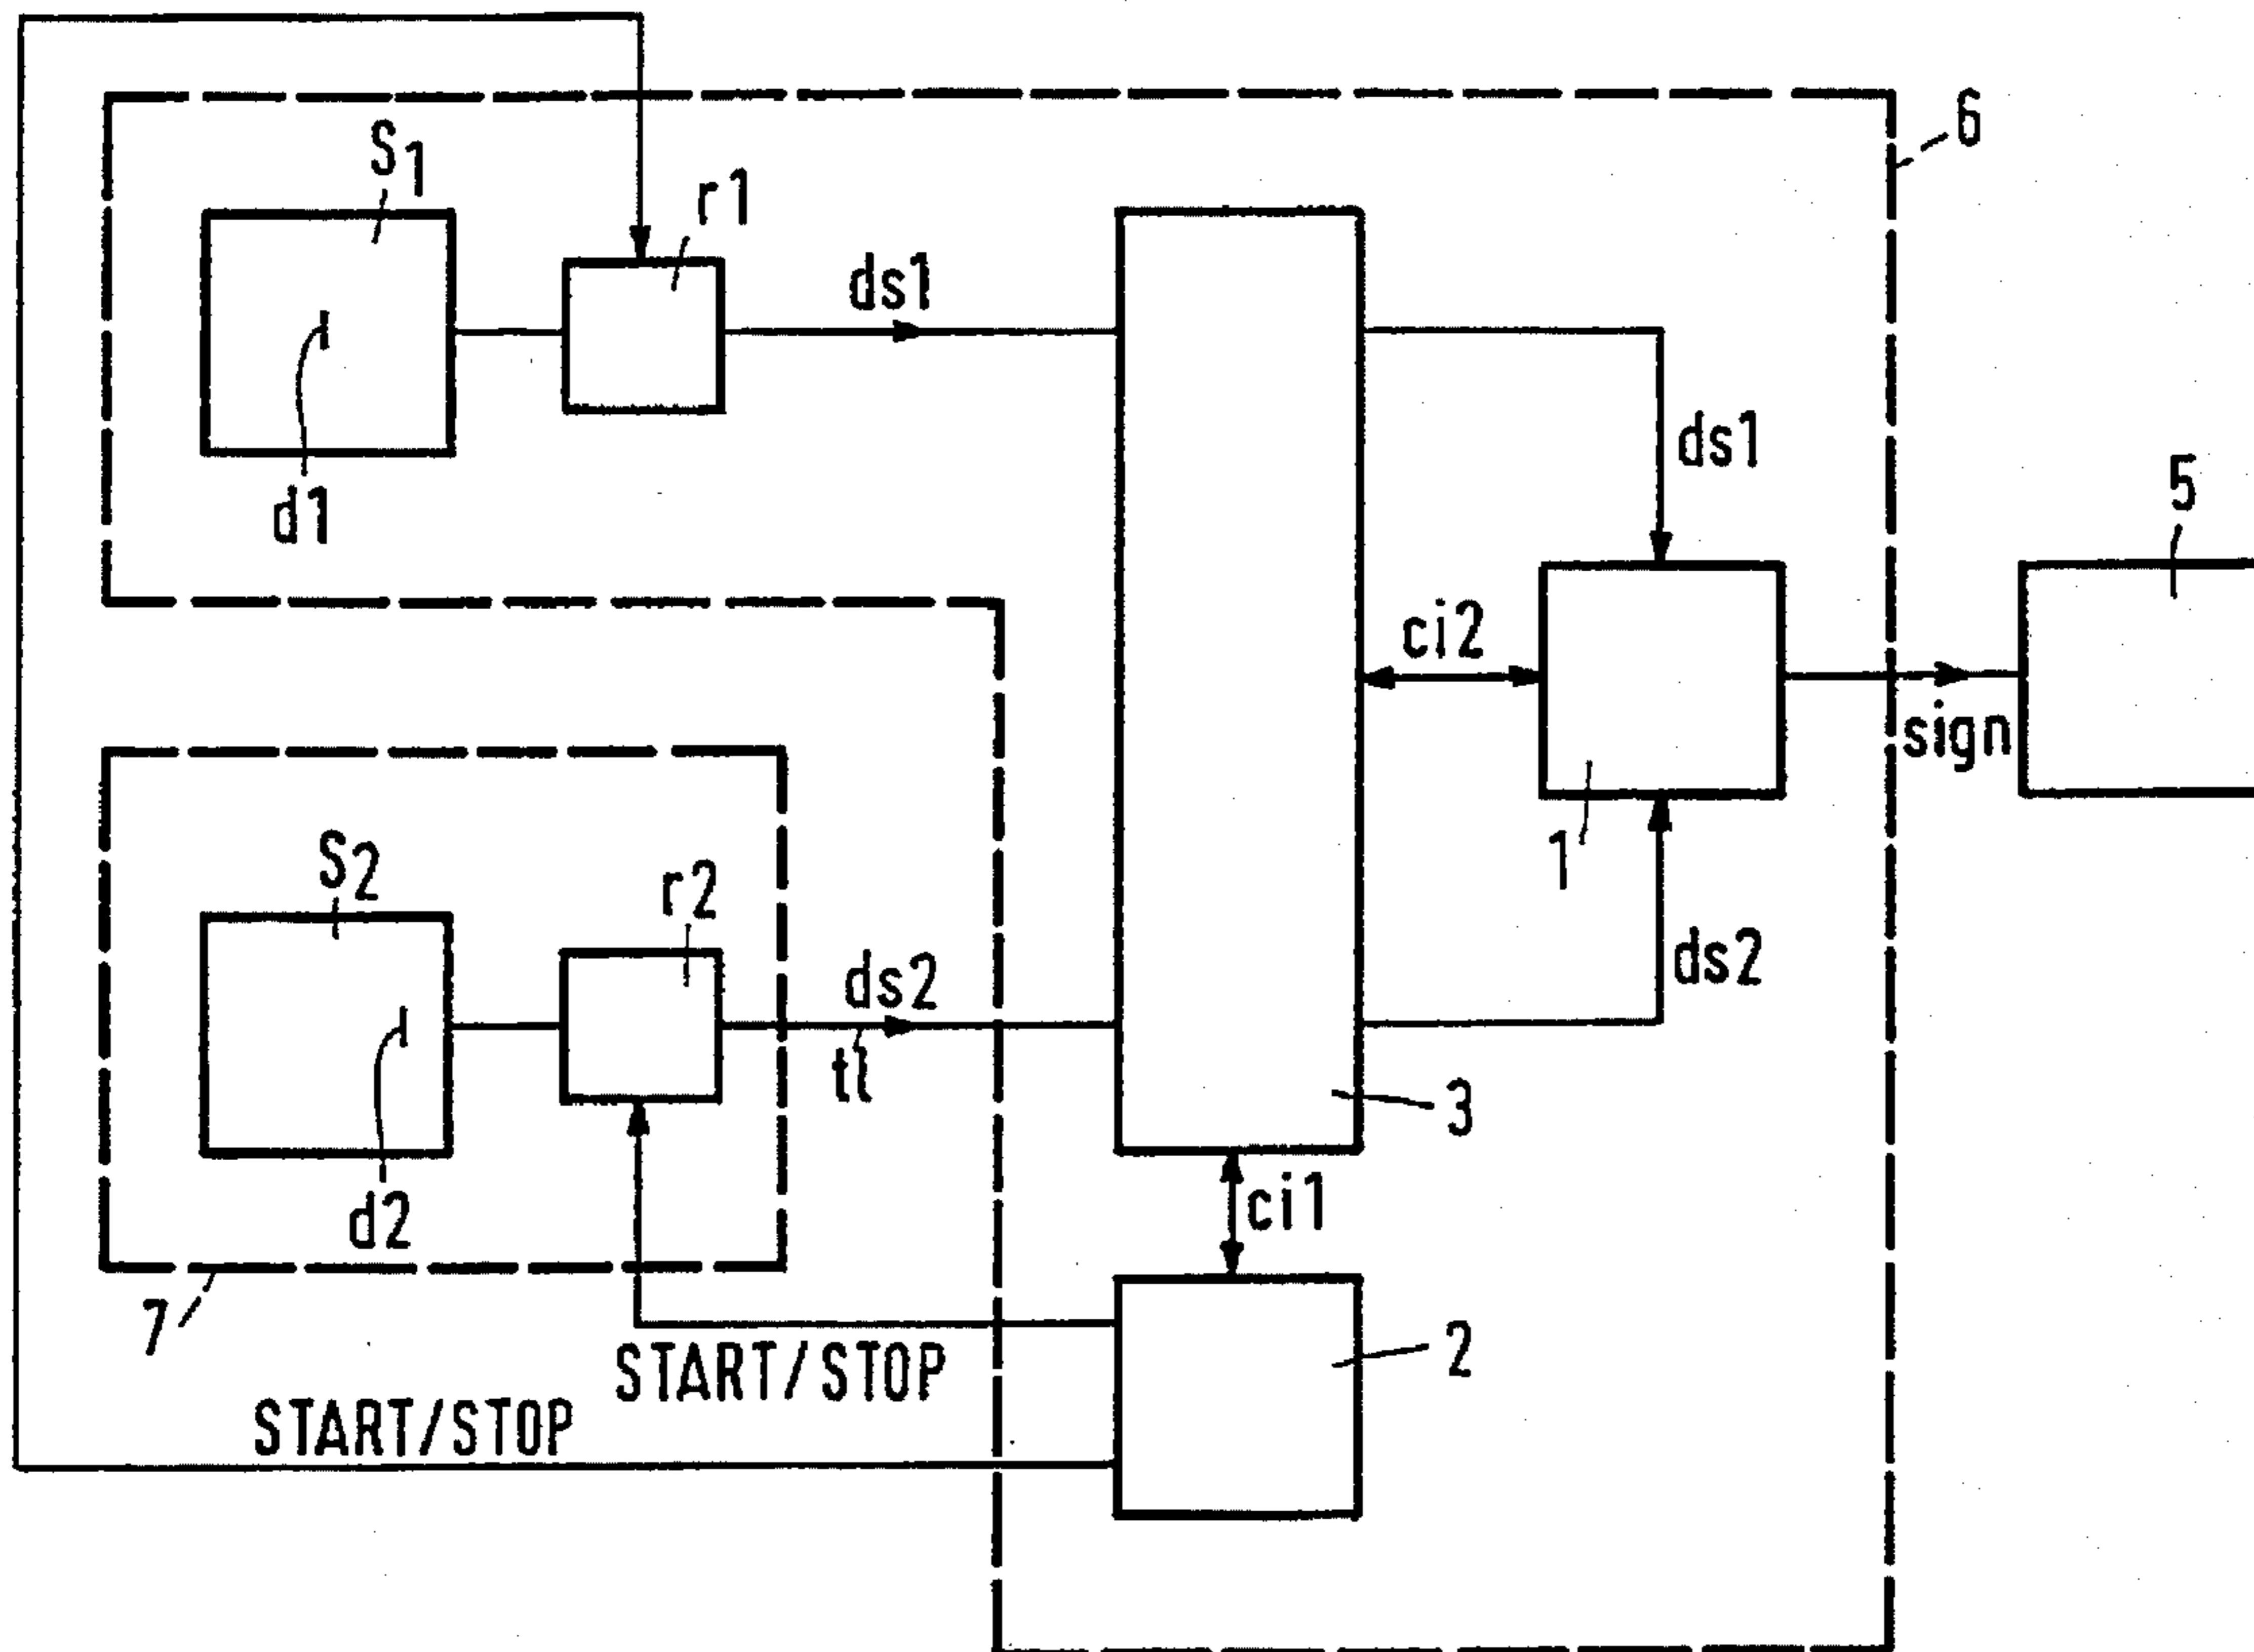 6
S1
r1
ds1
d1
ds1
5
ci2
sign
1
S2
r2
ds2
tl
ds2
3
d2
ci1
7
START/STOP
2
START/STOP